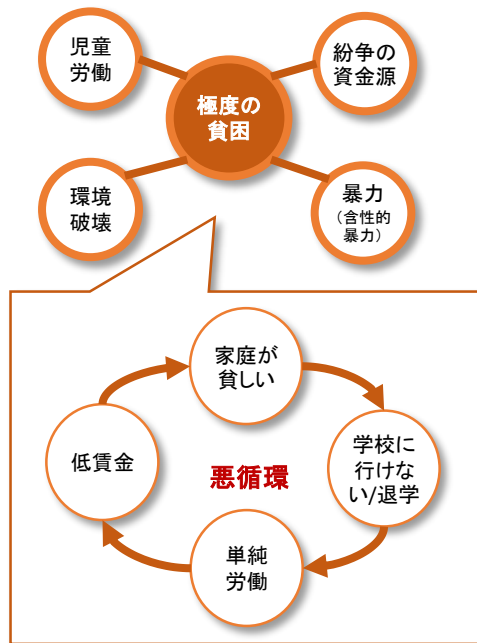 児童
労働
紛争の
資金源
極度の
貧困
環境
破壊
暴力
（含性的
暴力）
家庭が
貧しい
学校に
行けな
い/退学
低賃金
悪循環
単純
労働